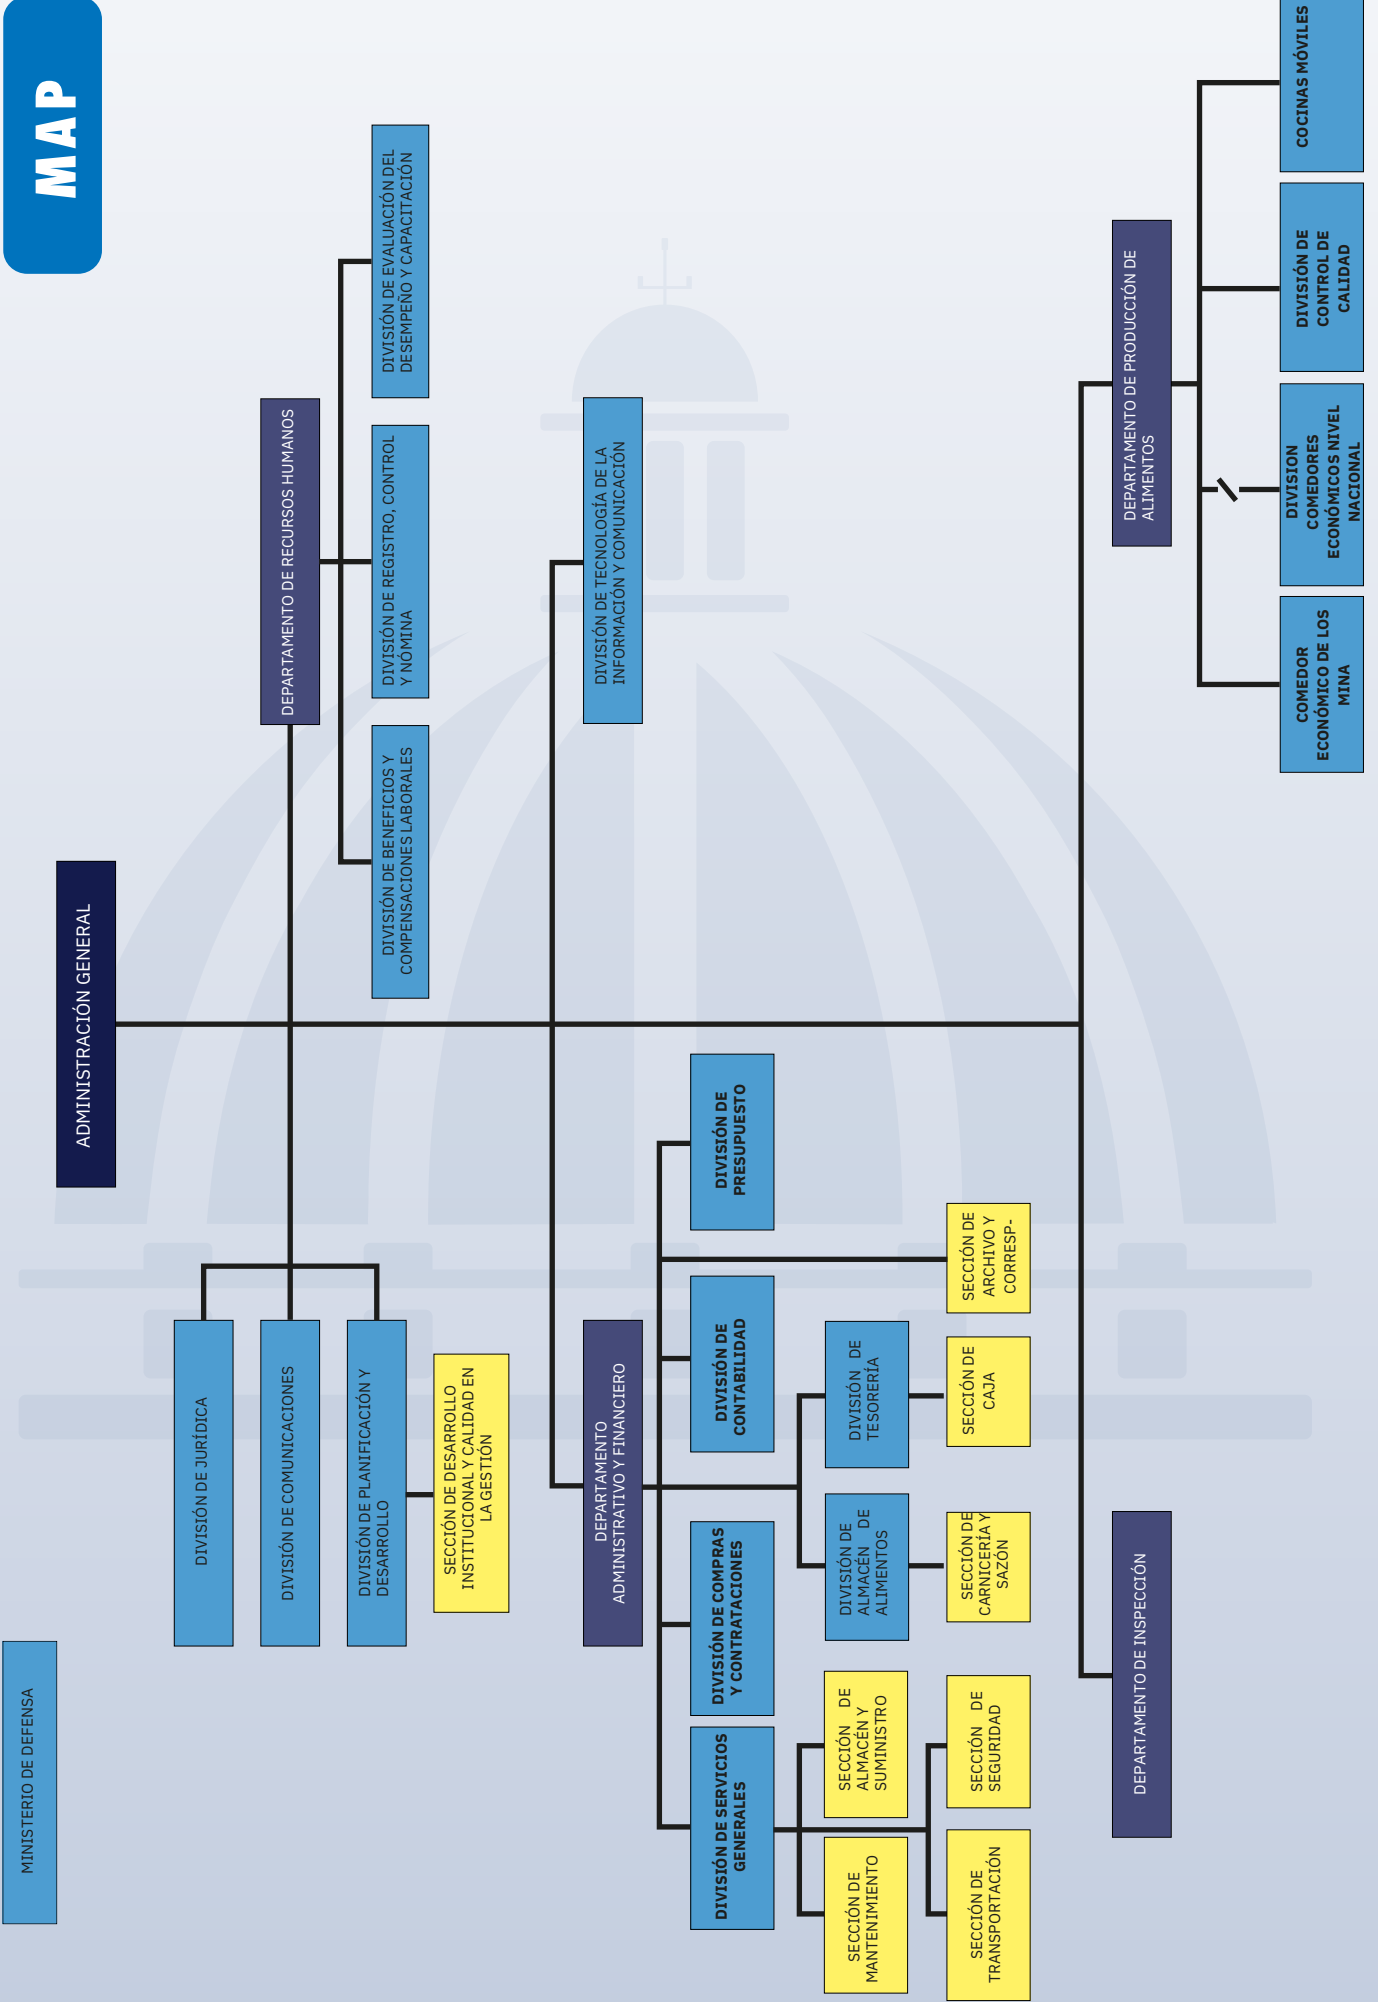 MAP
MINISTERIO DE DEFENSA
ADMINISTRACIÓN GENERAL
DIVISIÓN DE JURÍDICA
DIVISIÓN DE COMUNICACIONES
DIVISIÓN DE PLANIFICACIÓN Y
DESARROLLO
SECCIÓN DE DESARROLLO
INSTITUCIONAL Y CALIDAD EN
LA GESTIÓN
DEPARTAMENTO DE RECURSOS HUMANOS
DIVISIÓN DE BENEFICIOS Y
COMPENSACIONES LABORALES
DIVISIÓN DE REGISTRO, CONTROL
Y NÓMINA
DIVISIÓN DE EVALUACIÓN DEL
DESEMPEÑO Y CAPACITACIÓN
DEPARTAMENTO
ADMINISTRATIVO Y FINANCIERO
DIVISIÓN DE TECNOLOGÍA DE LA
INFORMACIÓN Y COMUNICACIÓN
DIVISIÓN DE SERVICIOS
GENERALES
DIVISIÓN DE COMPRAS
Y CONTRATACIONES
DIVISIÓN DE
CONTABILIDAD
DIVISIÓN DE
PRESUPUESTO
SECCIÓN DE
MANTENIMIENTO
SECCIÓN DE
ALMACÉN Y
SUMINISTRO
DIVISIÓN DE
ALMACÉN DE
ALIMENTOS
DIVISIÓN DE
TESORERÍA
SECCIÓN DE
TRANSPORTACIÓN
SECCIÓN DE
SEGURIDAD
SECCIÓN DE
CARNICERÍA Y
SAZÓN
SECCIÓN DE
CAJA
SECCIÓN DE
ARCHIVO Y
CORRESP-
DEPARTAMENTO DE INSPECCIÓN
DEPARTAMENTO DE PRODUCCIÓN DE
ALIMENTOS
COMEDOR
ECONÓMICO DE LOS
MINA
DIVISION
COMEDORES
ECONÓMICOS NIVEL
NACIONAL
DIVISIÓN DE
CONTROL DE
CALIDAD
COCINAS MÓVILES